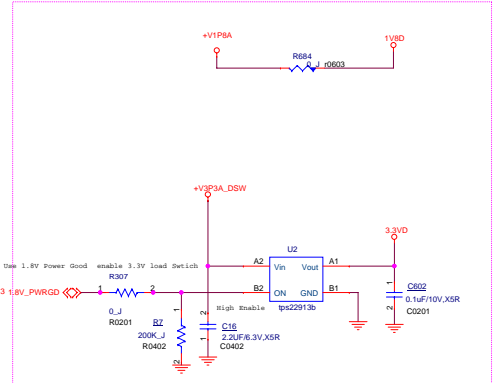 +V1P8A
1V8D
R684
0_J r0603
+V3P3A_DSW
3.3VD
U2
Use 1.8V Power Good enable 3.3V load Swtich
A2 Vin Vout A1
C602
R307
3 1.8V_PWRGD 1 2
B2 ON GND B1
1
0.1uF/10V,X5R
High Enable
tps22913b
2
C0201
0_J
R0201
R7
1
2
C16
200K_J
2.2UF/6.3V,X5R
R0402
1
C0402
2